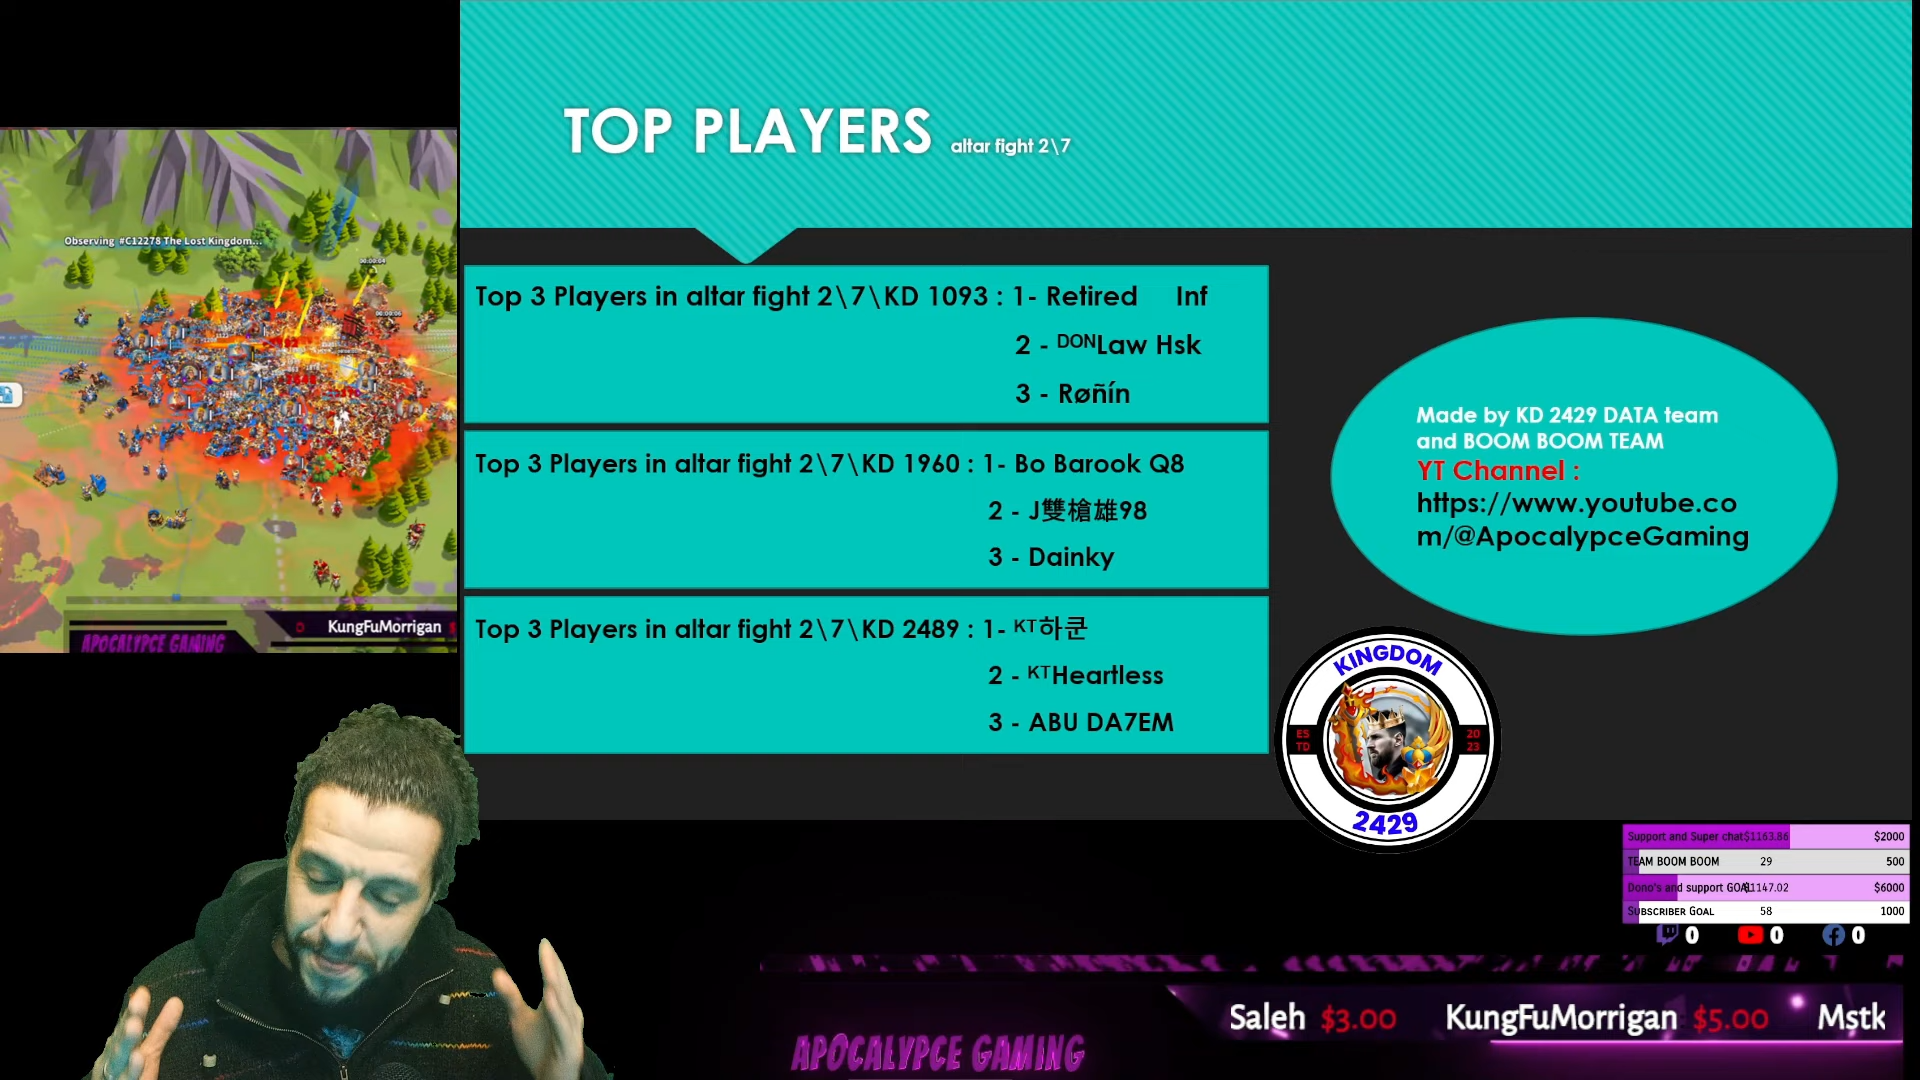 TOP PLAYERS altar fight 2\7
Observing #C12278 The Lost Kingdom...
00:00:04
00:00:06
KungFuMorrigan
APOCALYPCE GAMING
Top 3 Players in altar fight 2\7\KD 1093 : 1- Retired Inf
2 - ᴰᴼᴺLaw Hsk
3 - Røñín
Top 3 Players in altar fight 2\7\KD 1960 : 1- Bo Barook Q8
2 - J雙槍雄98
3 - Dainky
Top 3 Players in altar fight 2\7\KD 2489 : 1- ᴷᵀ하쿤
2 - ᴷᵀHeartless
3 - ABU DA7EM
Made by KD 2429 DATA team
and BOOM BOOM TEAM
YT Channel :
https://www.youtube.co
m/@ApocalypceGaming
KINGDOM
ES
TD
20
23
2429
Support and Super chat $1163.86 $2000
TEAM BOOM BOOM 29 500
Dono's and support GOAL $1147.02 $6000
Subscriber Goal 58 1000
0 0 0
Saleh $3.00 KungFuMorrigan $5.00 Mstk
APOCALYPCE GAMING